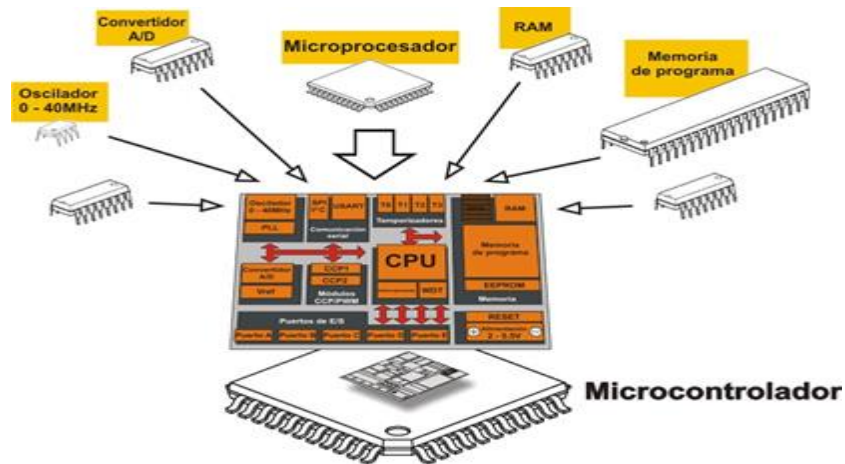 Convertidor
A/D
Microprocesador
RAM
Memoria
de programa
Oscilador
0 - 40MHz
Oscilador
0 - 40MHz
PLL
SPI
I²C
USART
Comunicación
serial
T0
T1
T2
T3
Temporizadores
RAM
Memoria
de programa
EEPROM
Memoria
Convertidor
A/D
Vref
CCP1
CCP2
Módulos
CCP/PWM
CPU
WDT
Puertos de E/S
Puerto A
Puerto B
Puerto C
Puerto D
Puerto E
RESET
Alimentación
2 - 5.5V
Microcontrolador